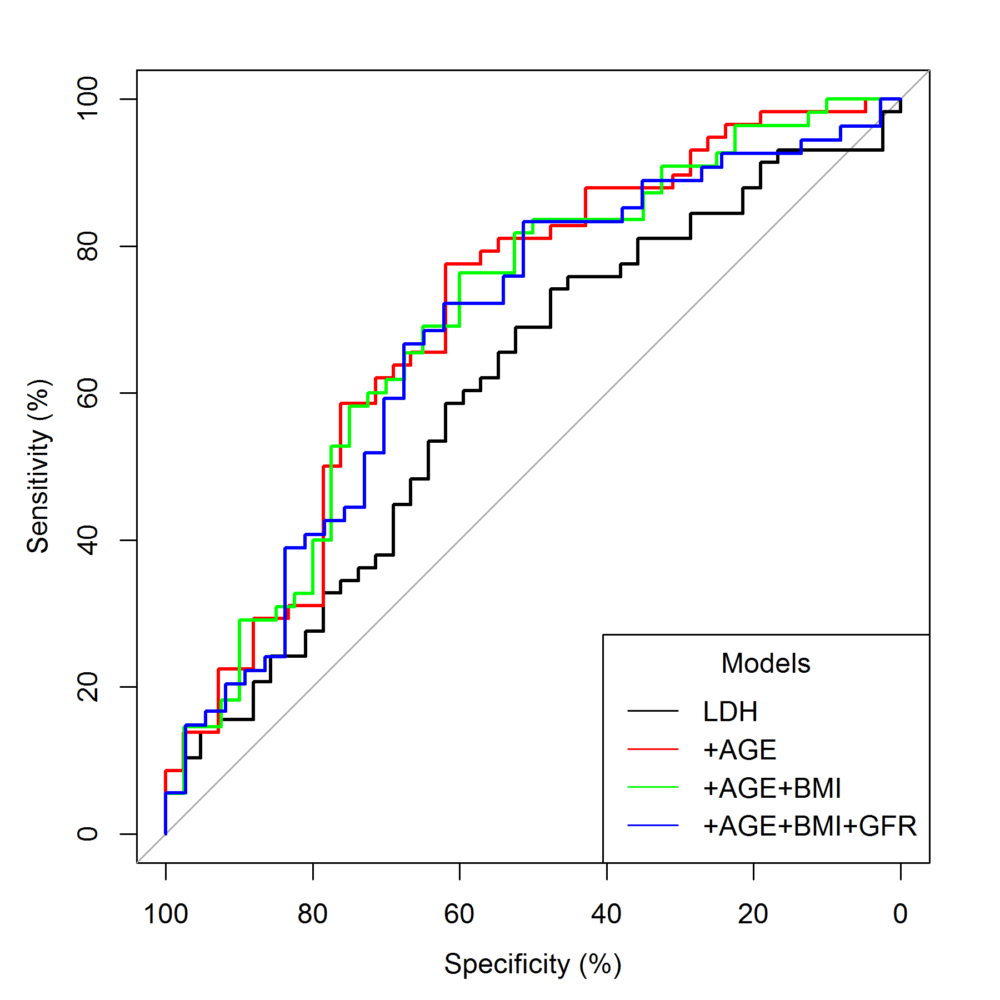 Sensitivity (%)
100
80
60
40
20
0
Models
LDH
+AGE
+AGE+BMI
+AGE+BMI+GFR
100 80 60 40 20 0
Specificity (%)